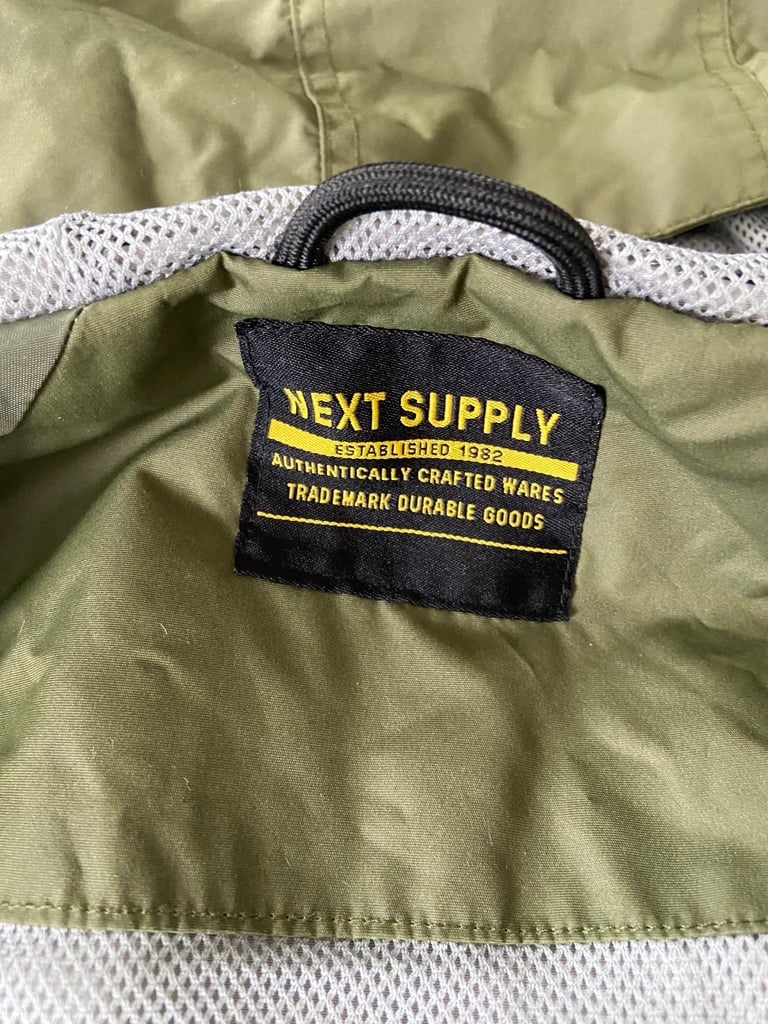 NEXT SUPPLY
ESTABLISHED 1982
AUTHENTICALLY CRAFTED WARES
TRADEMARK DURABLE GOODS